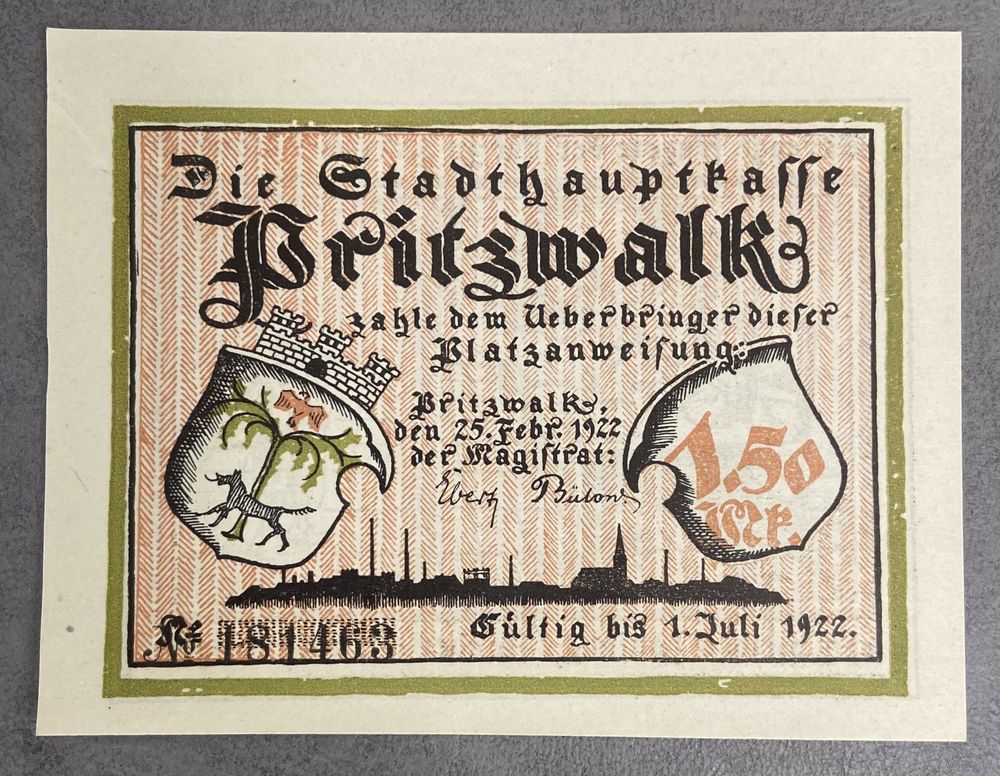 Die Stadthauptkasse
Pritzwalk
zahle dem Ueberbringer dieser
Platzanweisung:
Pritzwalk,
den 25. Febr. 1922
der Magistrat:
1.50
Mk.
№ 181463
Gültig bis 1. Juli 1922.